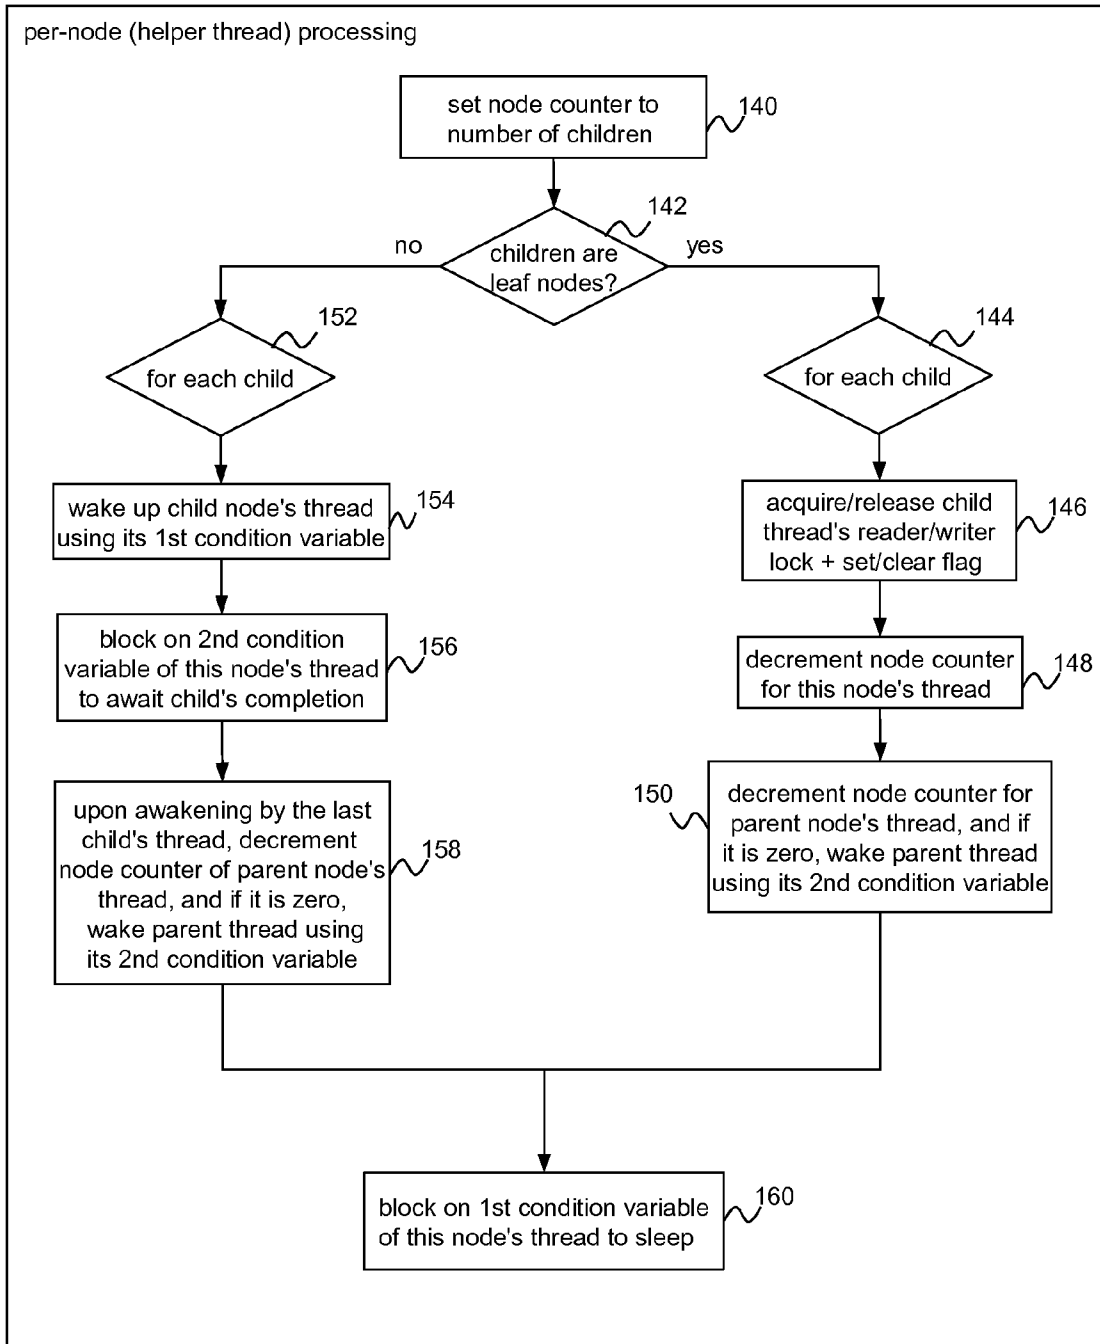 per-node (helper thread) processing
set node counter to
number of children
140
142
no
children are
leaf nodes?
yes
152
for each child
144
for each child
wake up child node's thread
using its 1st condition variable
154
acquire/release child
thread's reader/writer
lock + set/clear flag
146
block on 2nd condition
variable of this node's thread
to await child's completion
156
decrement node counter
for this node's thread
148
upon awakening by the last
child's thread, decrement
node counter of parent node's
thread, and if it is zero,
wake parent thread using
its 2nd condition variable
158
150
decrement node counter for
parent node's thread, and if
it is zero, wake parent thread
using its 2nd condition variable
block on 1st condition variable
of this node's thread to sleep
160